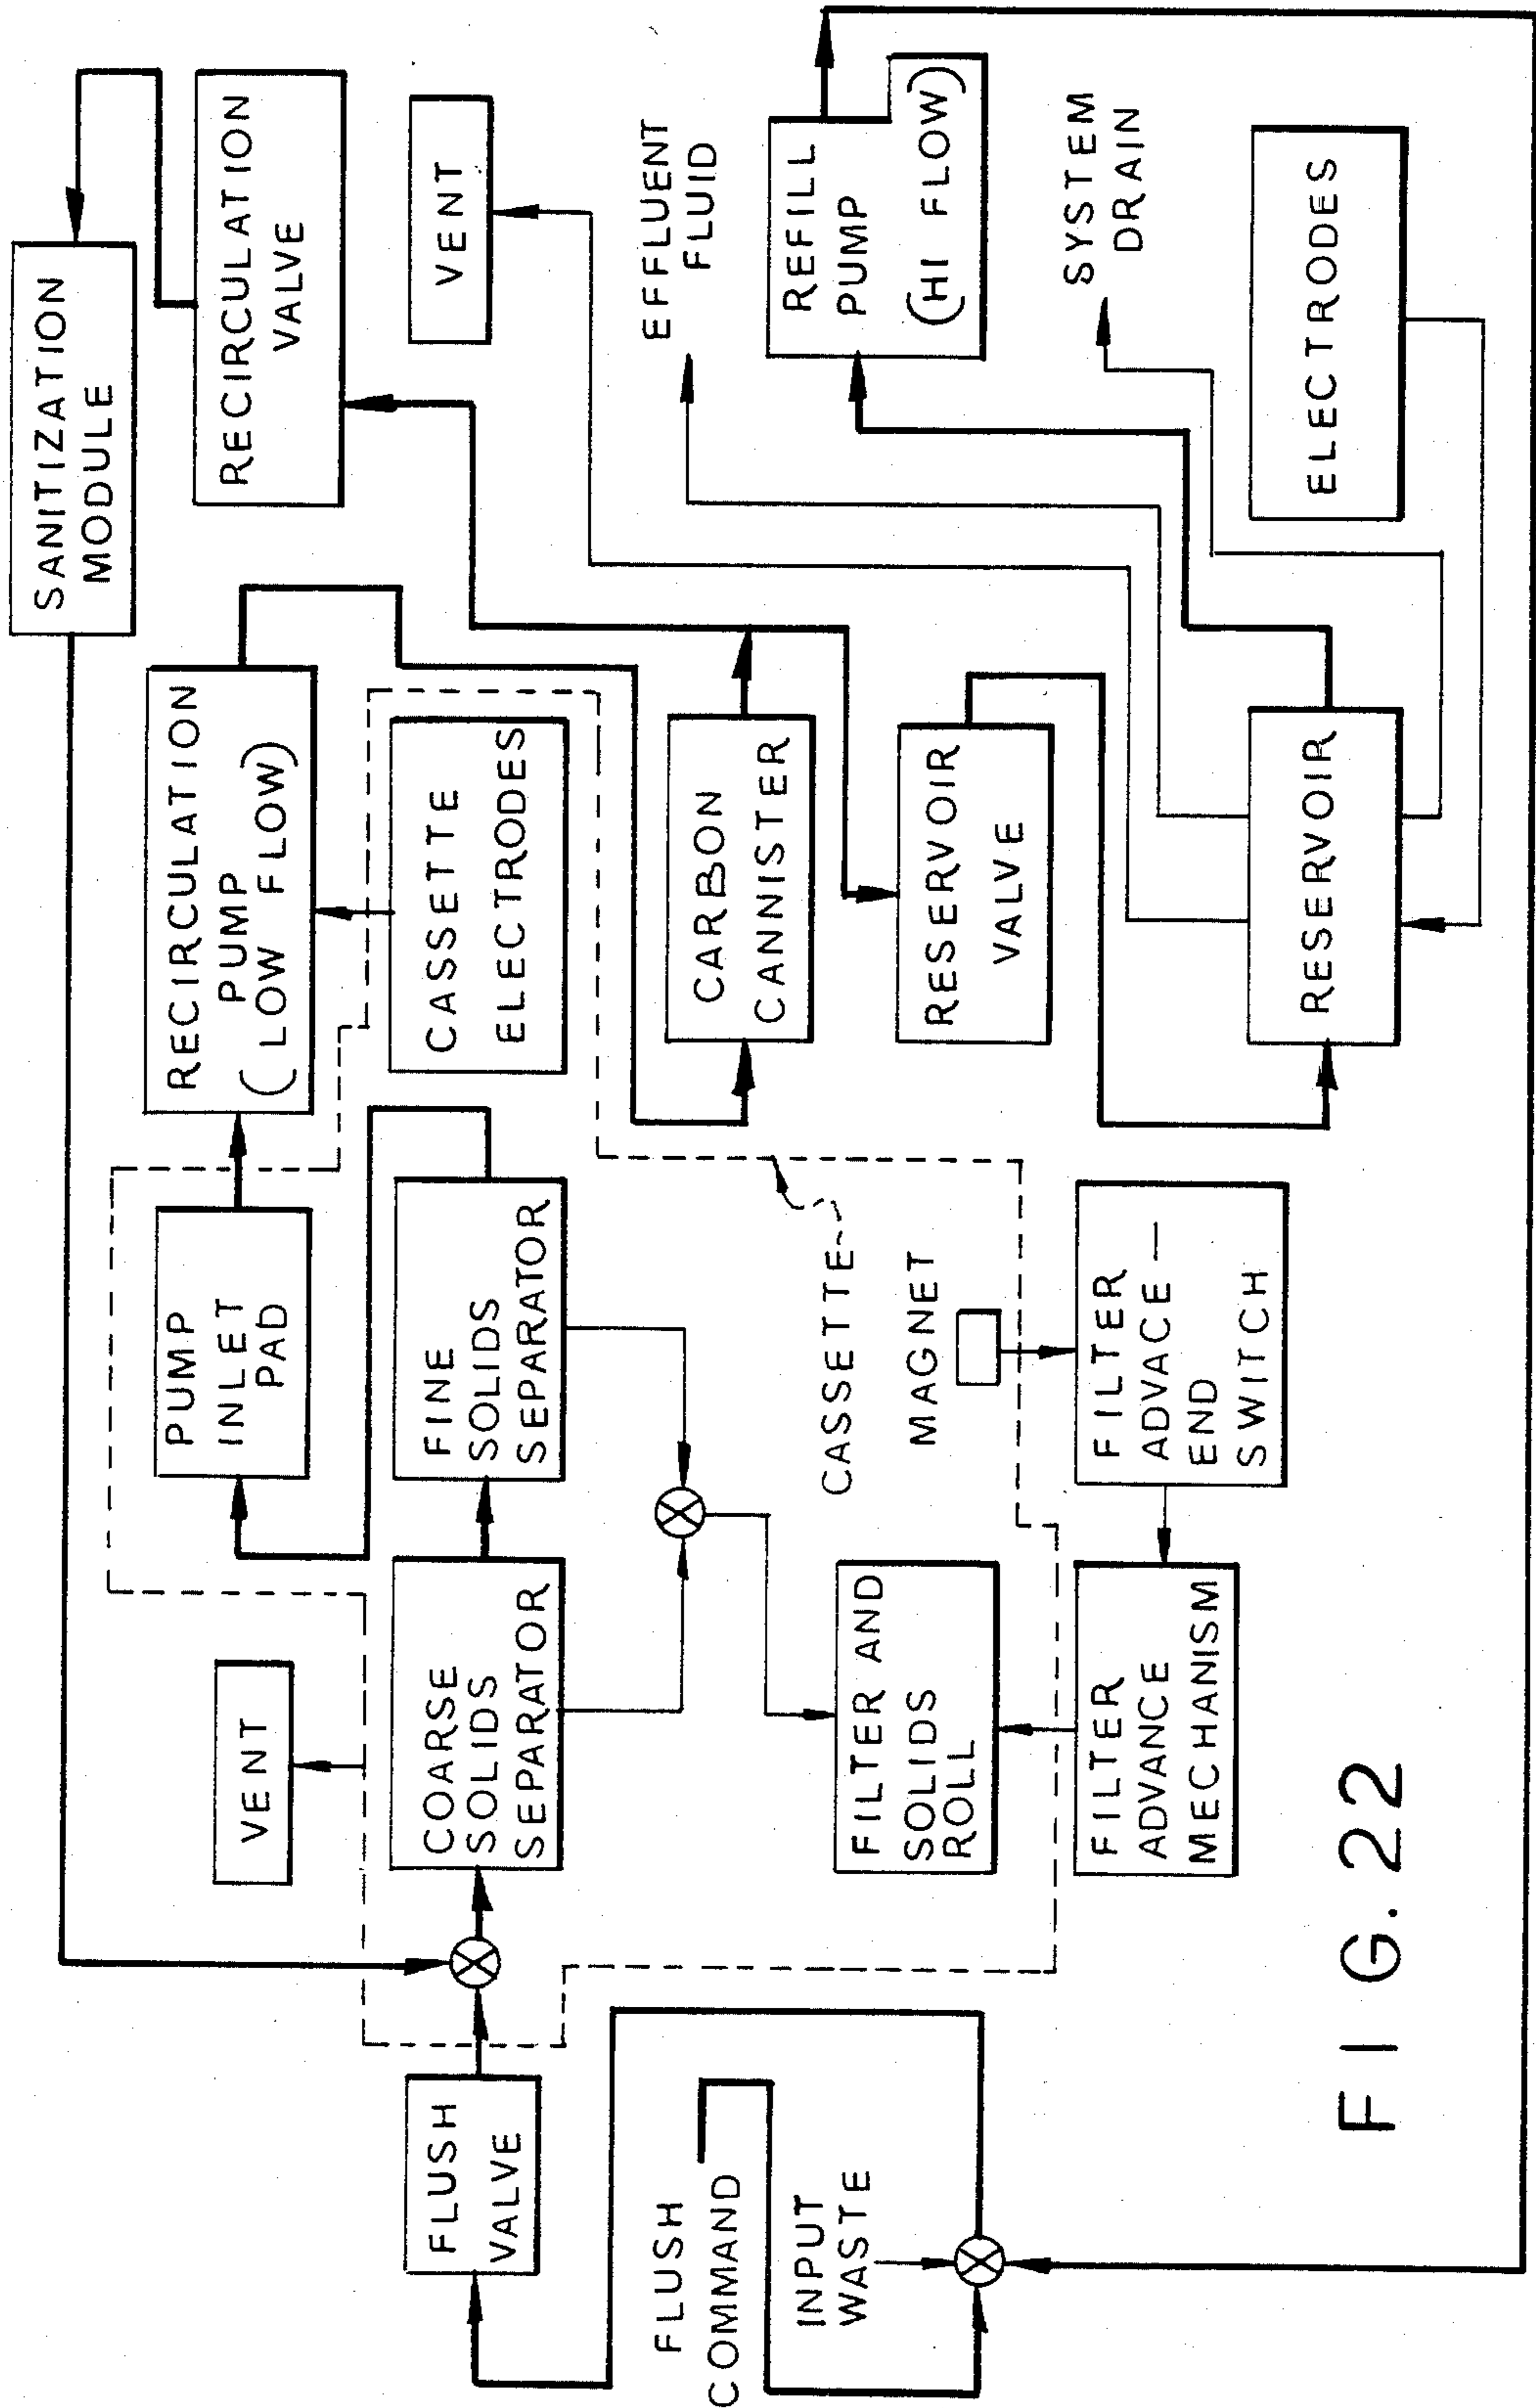 SANITIZATION
MODULE
RECIRCULATION
VALVE
RECIRCULATION
PUMP
(LOW FLOW)
PUMP
INLET
PAD
VENT
VENT
FLUSH
VALVE
COARSE
SOLIDS
SEPARATOR
FINE
SOLIDS
SEPARATOR
CASSETTE
ELECTRODES
EFFLUENT
FLUID
FLUSH
COMMAND
CARBON
CANNISTER
REFILL
PUMP
(HI FLOW)
INPUT
WASTE
FILTER AND
SOLIDS
ROLL
CASSETTE
MAGNET
RESERVOIR
VALVE
SYSTEM
DRAIN
FILTER
ADVANCE
MECHANISM
FILTER
ADVACE—
END
SWITCH
RESERVOIR
ELECTRODES
FIG. 22